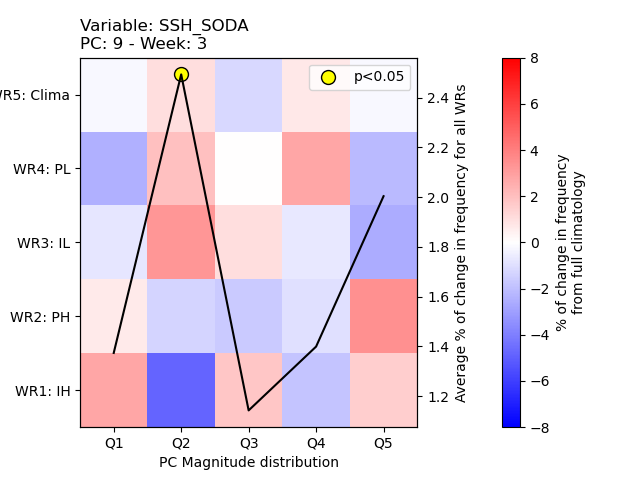 Variable: SSH_SODA
PC: 9 - Week: 3
p<0.05
WR5: Clima
WR4: PL
WR3: IL
WR2: PH
WR1: IH
Q1 Q2 Q3 Q4 Q5
PC Magnitude distribution
2.4
2.2
2.0
1.8
1.6
1.4
1.2
Average % of change in frequency for all WRs
8
6
4
2
0
−2
−4
−6
−8
% of change in frequency
from full climatology